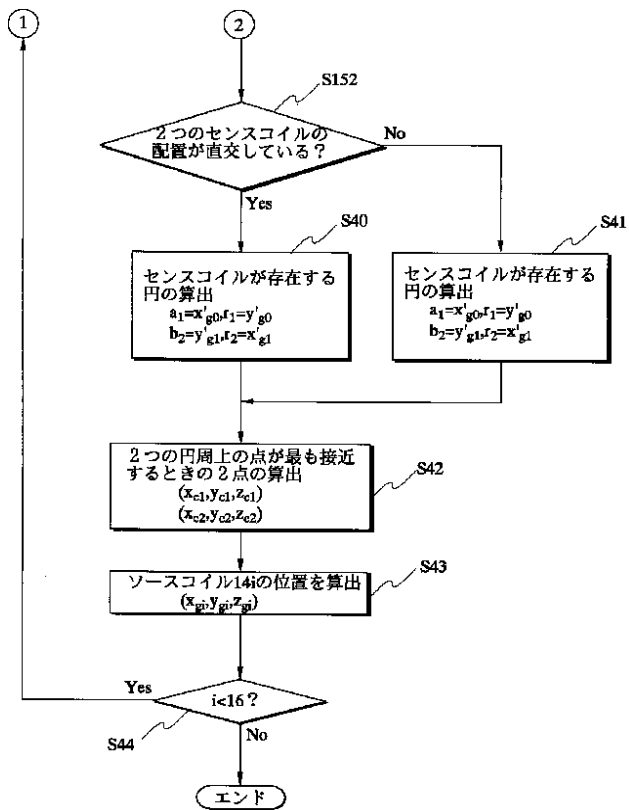 1
2
S152
2つのセンスコイルの
配置が直交している?
No
Yes
S40
センスコイルが存在する
円の算出
a₁=x'g0,r₁=y'g0
b₂=y'g1,r₂=x'g1
S41
センスコイルが存在する
円の算出
a₁=x'g0,r₁=y'g0
b₂=y'g1,r₂=x'g1
2つの円周上の点が最も接近
するときの2点の算出
(xc1,yc1,zc1)
(xc2,yc2,zc2)
S42
ソースコイル14iの位置を算出
(xgi,ygi,zgi)
S43
Yes
i<16?
S44
No
エンド